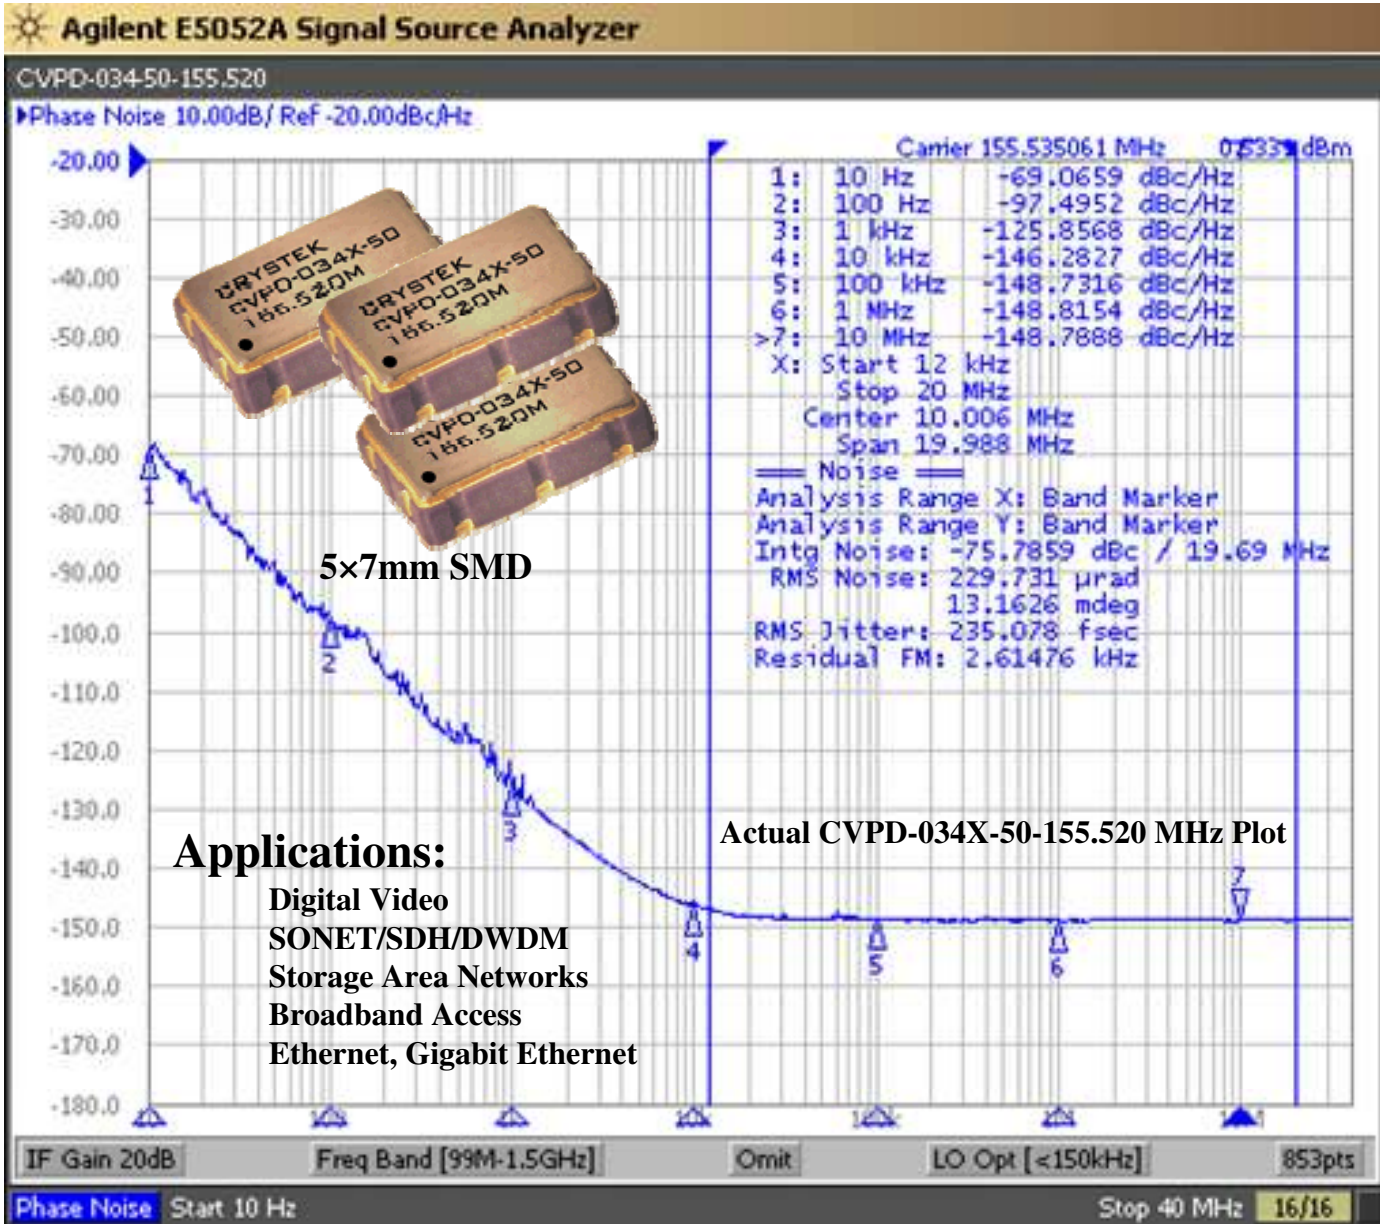 Agilent E5052A Signal Source Analyzer
CVPD-034-50-155.520
Phase Noise 10.00dB/ Ref -20.00dBc/Hz
Carrier 155.535061 MHz dBm
-20.00
-30.00
-40.00
-50.00
-60.00
-70.00
-80.00
-90.00
-100.0
-110.0
-120.0
-130.0
-140.0
-150.0
-160.0
-170.0
-180.0
1: 10 Hz -69.0659 dBc/Hz
2: 100 Hz -97.4952 dBc/Hz
3: 1 kHz -125.8568 dBc/Hz
4: 10 kHz -146.2827 dBc/Hz
5: 100 kHz -148.7316 dBc/Hz
6: 1 MHz -148.8154 dBc/Hz
>7: 10 MHz -148.7888 dBc/Hz
X: Start 12 kHz
Stop 20 MHz
Center 10.006 MHz
Span 19.988 MHz
=== Noise ===
Analysis Range X: Band Marker
Analysis Range Y: Band Marker
Intg Noise: -75.7859 dBc / 19.69 MHz
RMS Noise: 229.731 µrad
13.1626 mdeg
RMS Jitter: 235.078 fsec
Residual FM: 2.61476 kHz
CRYSTEK
CVPD-034X-50
166.520M
CRYSTEK
CVPD-034X-50
166.520M
CVPD-034X-50
166.520M
5×7mm SMD
1
2
3
4
5
6
7
Actual CVPD-034X-50-155.520 MHz Plot
Applications:
Digital Video
SONET/SDH/DWDM
Storage Area Networks
Broadband Access
Ethernet, Gigabit Ethernet
IF Gain 20dB
Freq Band [99M-1.5GHz]
Omit
LO Opt [<150kHz]
853pts
Phase Noise Start 10 Hz
Stop 40 MHz 16/16